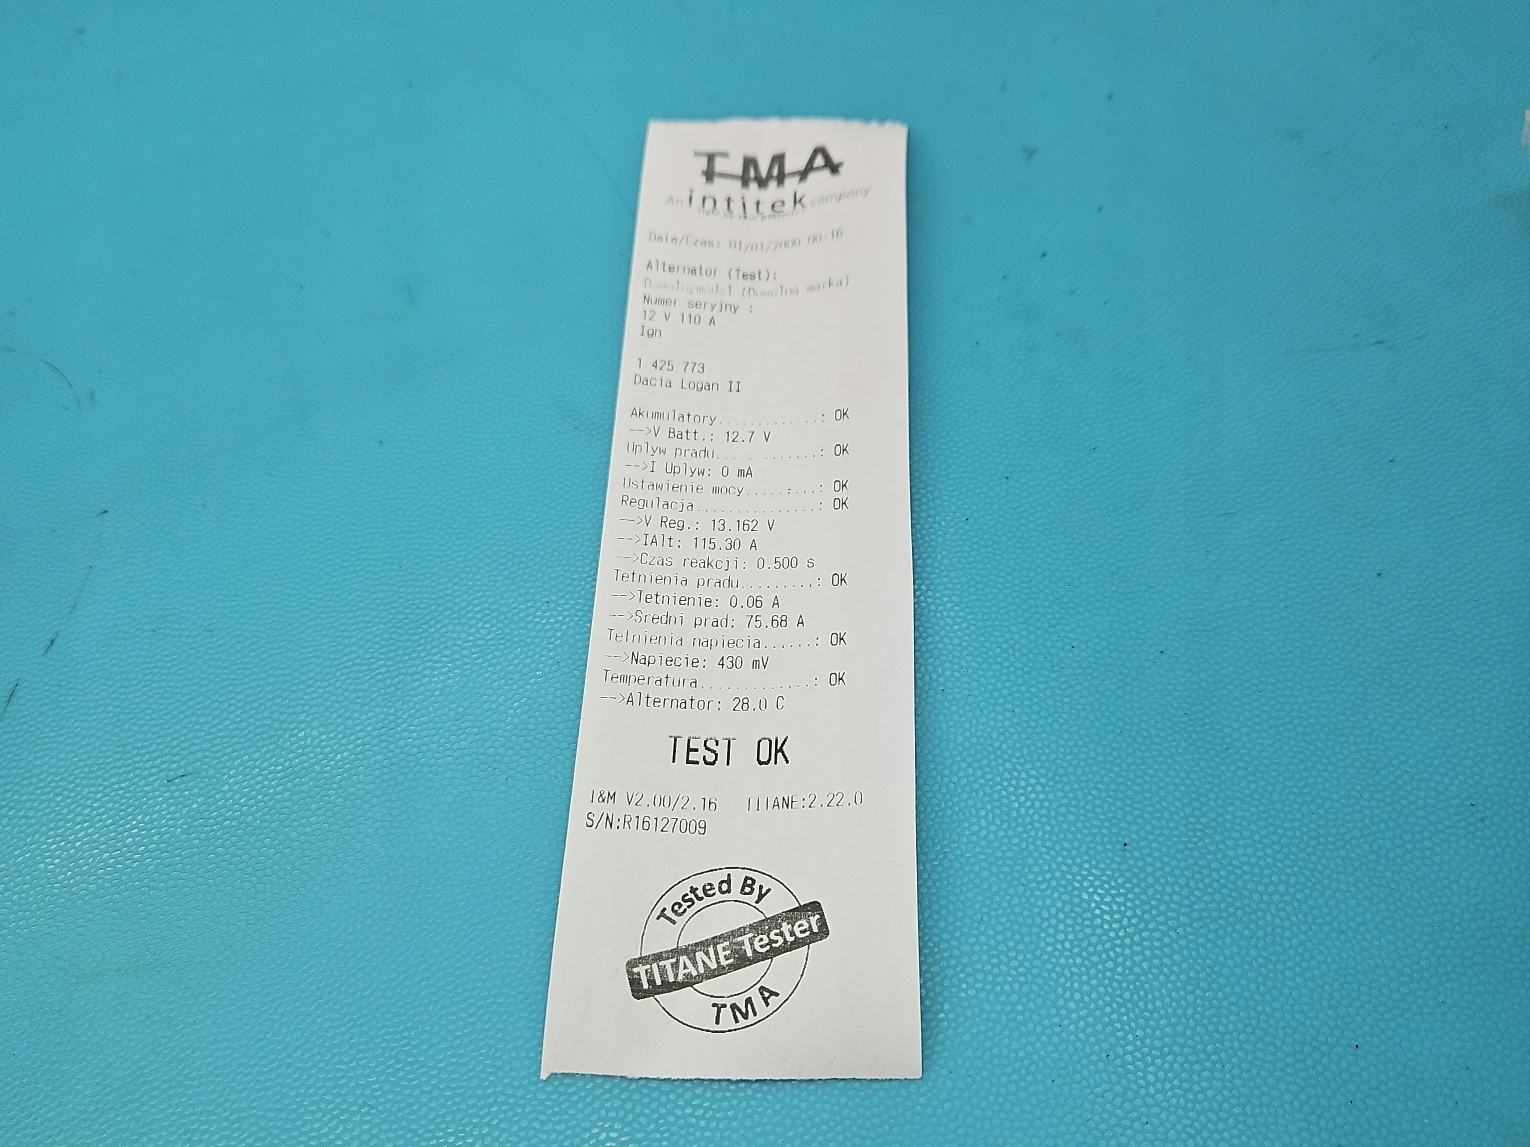 TMA
An intitek company
Data/Czas: 01/01/2000 00:16
Alternator (Test):
(Dowolna marka)
Numer seryjny :
12 V 110 A
Ign
1 425 773
Dacia Logan II
Akumulatory.............: OK
-->V Batt.: 12.7 V
Uplyw pradu.............: OK
-->I Uplyw: 0 mA
Ustawienie mocy.........: OK
Regulacja...............: OK
-->V Reg.: 13.162 V
-->IAlt: 115.30 A
-->Czas reakcji: 0.500 s
Tetnienia pradu.........: OK
-->Tetnienie: 0.06 A
-->Sredni prad: 75.68 A
Tetnienia napiecia......: OK
-->Napiecie: 430 mV
Temperatura.............: OK
-->Alternator: 28.0 C
TEST OK
I&M V2.00/2.16 TITANE:2.22.0
S/N:R16127009
Tested By
TITANE Tester
TMA